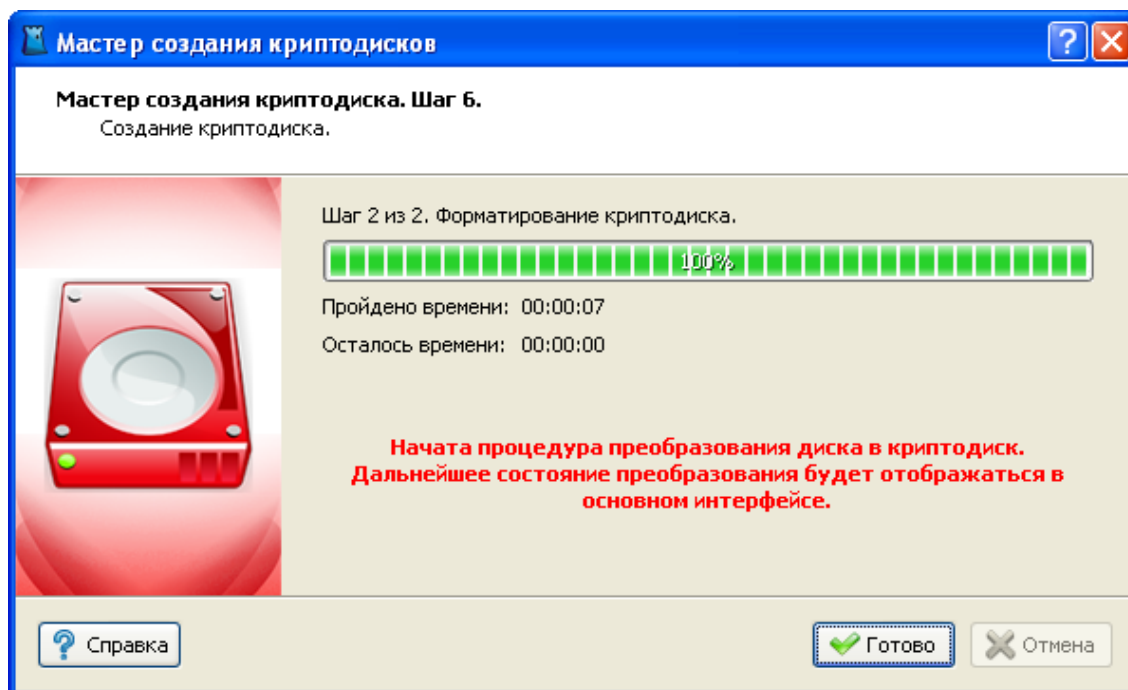 Мастер создания криптодисков
Мастер создания криптодиска. Шаг 6.
Создание криптодиска.
Шаг 2 из 2. Форматирование криптодиска.
100%
Пройдено времени: 00:00:07
Осталось времени: 00:00:00
Начата процедура преобразования диска в криптодиск.
Дальнейшее состояние преобразования будет отображаться в
основном интерфейсе.
Справка
Готово
Отмена